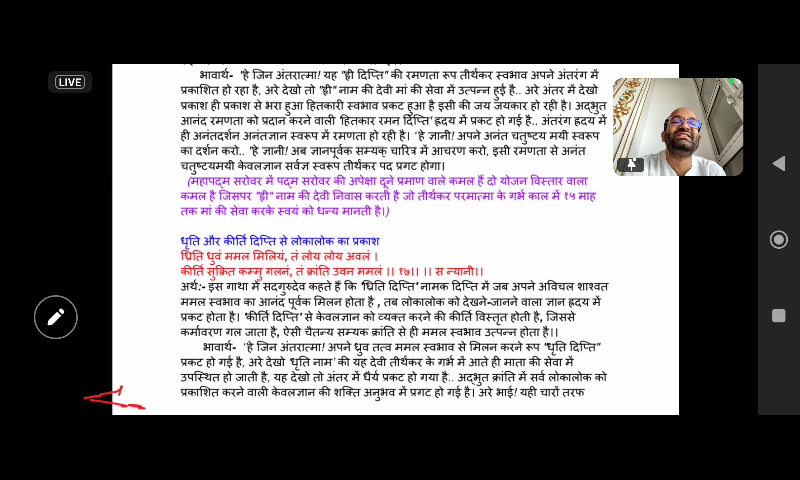 LIVE
भावार्थ- 'हे जिन अंतरात्मा! यह "ह्री दिप्ति" की रमणता रूप तीर्थंकर स्वभाव अपने अंतरंग में
प्रकाशित हो रहा है, अरे देखो तो "ह्री" नाम की देवी मां की सेवा में उत्पन्न हुई है.. अरे अंतर में देखो
प्रकाश ही प्रकाश से भरा हुआ हितकारी स्वभाव प्रकट हुआ है इसी की जय जयकार हो रही है। अद्भुत
आनंद रमणता को प्रदान करने वाली 'हितकार रमन दिप्ति' ह्रदय में प्रकट हो गई है.. अंतरंग ह्रदय में
ही अनंतदर्शन अनंतज्ञान स्वरूप में रमणता हो रही है। 'हे ज्ञानी! अपने अनंत चतुष्टय मयी स्वरूप
का दर्शन करो.. "हे ज्ञानी! अब ज्ञानपूर्वक सम्यक् चारित्र में आचरण करो, इसी रमणता से अनंत
चतुष्टयमयी केवलज्ञान सर्वज्ञ स्वरूप तीर्थंकर पद प्रगट होगा।
(महापद्म सरोवर में पद्म सरोवर की अपेक्षा दूने प्रमाण वाले कमल हैं दो योजन विस्तार वाला
कमल है जिसपर "ह्री" नाम की देवी निवास करती है जो तीर्थंकर परमात्मा के गर्भ काल में १५ माह
तक मां की सेवा करके स्वयं को धन्य मानती है।)
धृति और कीर्ति दिप्ति से लोकालोक का प्रकाश
ध्रिति धुवं ममल मिलियं, तं लोय लोय अवलं ।
कीर्ति सुक्रित कम्मु गलनं, तं क्रांति उवन ममलं ।। १७।। ।। स न्यानी।।
अर्थ:- इस गाथा में सदगुरुदेव कहते हैं कि 'ध्रिति दिप्ति' नामक दिप्ति में जब अपने अविचल शाश्वत
ममल स्वभाव का आनंद पूर्वक मिलन होता है , तब लोकालोक को देखने-जानने वाला ज्ञान ह्रदय में
प्रकट होता है। 'कीर्ति दिप्ति' से केवलज्ञान को व्यक्त करने की कीर्ति विस्तृत होती है, जिससे
कर्मावरण गल जाता है, ऐसी चैतन्य सम्यक क्रांति से ही ममल स्वभाव उत्पन्न होता है।।
भावार्थ- 'हे जिन अंतरात्मा! अपने ध्रुव तत्व ममल स्वभाव से मिलन करने रूप "धृति दिप्ति"
प्रकट हो गई है, अरे देखो 'धृति नाम' की यह देवी तीर्थंकर के गर्भ में आते ही माता की सेवा में
उपस्थित हो जाती है, यह देखो तो अंतर में धैर्य प्रकट हो गया है.. अद्भुत क्रांति में सर्व लोकालोक को
प्रकाशित करने वाली केवलज्ञान की शक्ति अनुभव में प्रगट हो गई है। अरे भाई! यही चारों तरफ